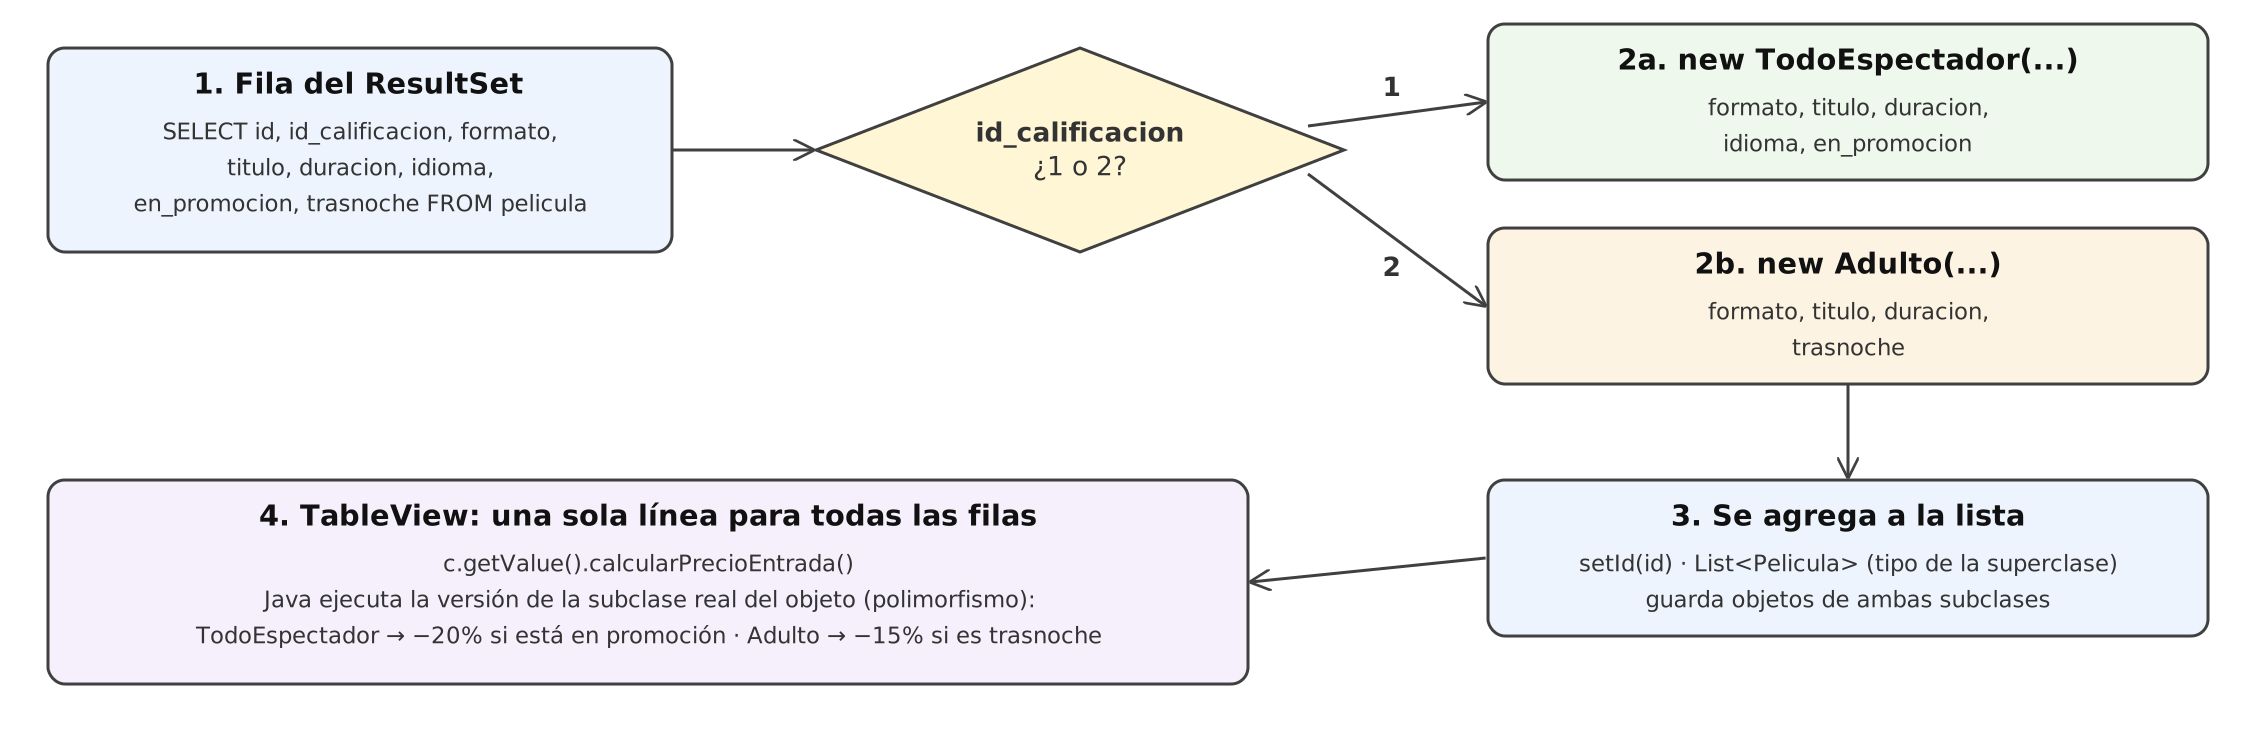 1. Fila del ResultSet
SELECT id, id_calificacion, formato,
titulo, duracion, idioma,
en_promocion, trasnoche FROM pelicula
id_calificacion
¿1 o 2?
1
2
2a. new TodoEspectador(...)
formato, titulo, duracion,
idioma, en_promocion
2b. new Adulto(...)
formato, titulo, duracion,
trasnoche
3. Se agrega a la lista
setId(id) · List<Pelicula> (tipo de la superclase)
guarda objetos de ambas subclases
4. TableView: una sola línea para todas las filas
c.getValue().calcularPrecioEntrada()
Java ejecuta la versión de la subclase real del objeto (polimorfismo):
TodoEspectador → −20% si está en promoción · Adulto → −15% si es trasnoche